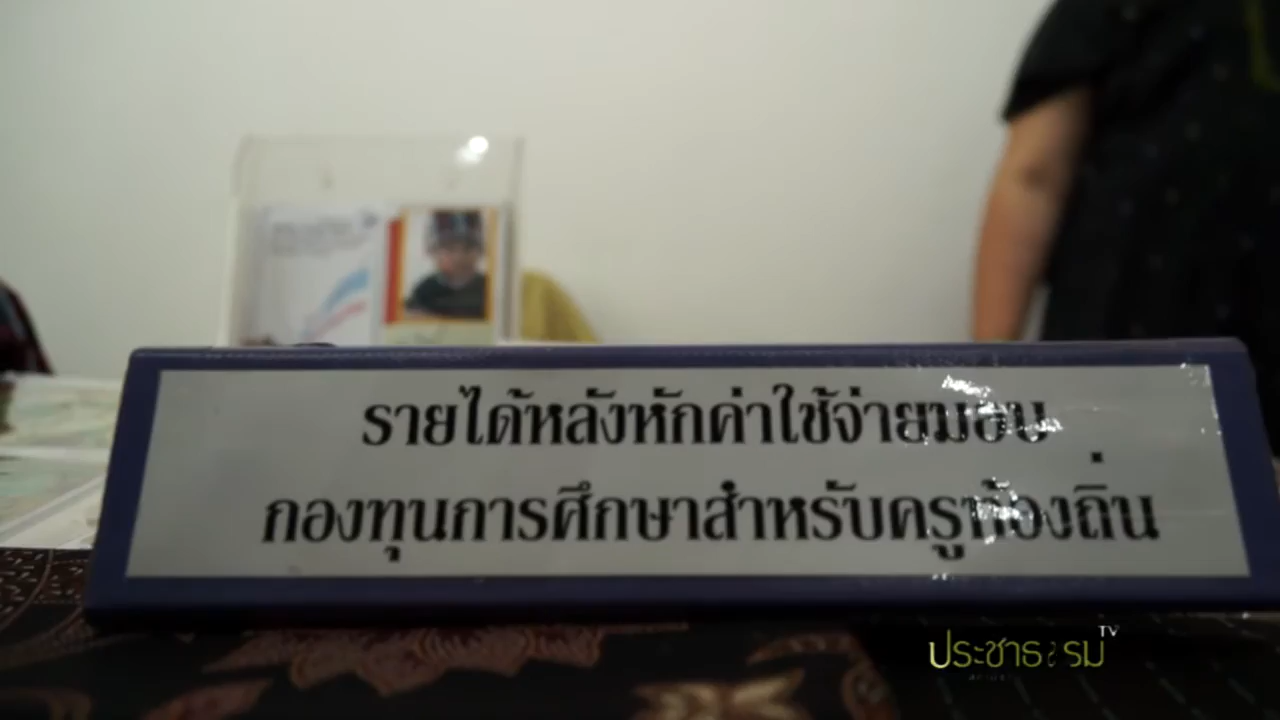 รายได้หลังหักค่าใช้จ่ายมอบ
กองทุนการศึกษาสำหรับครูท้องถิ่น
ประชาธรรม TV